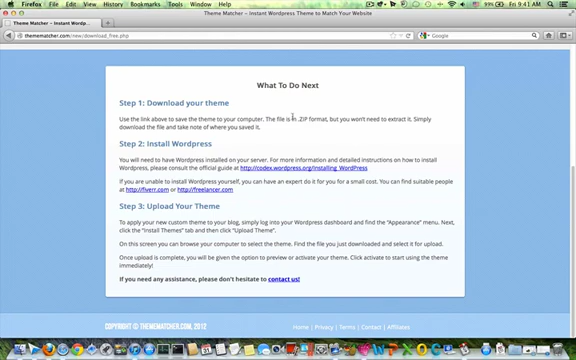 Firefox File Edit View History Bookmarks Tools Window Help
99% Fri 9:41 AM
Theme Matcher – Instant Wordpress Theme to Match Your Website
Theme Matcher – Instant Wordp...
themematcher.com/new/download_free.php
Google
What To Do Next
Step 1: Download your theme
Use the link above to save the theme to your computer. The file is in .ZIP format, but you won't need to extract it. Simply
download the file and take note of where you saved it.
Step 2: Install Wordpress
You will need to have Wordpress installed on your server. For more information and detailed instructions on how to install
Wordpress, please consult the official guide at http://codex.wordpress.org/Installing_WordPress
If you are unable to install Wordpress yourself, you can have an expert do it for you for a small cost. You can find suitable people
at http://fiverr.com or http://freelancer.com
Step 3: Upload Your Theme
To apply your new custom theme to your blog, simply log into your Wordpress dashboard and find the "Appearance" menu. Next,
click the "Install Themes" tab and then click "Upload Theme".
On this screen you can browse your computer to select the theme. Find the file you just downloaded and select it for upload.
Once upload is complete, you will be given the option to preview or activate your theme. Click activate to start using the theme
immediately!
If you need any assistance, please don't hesitate to contact us!
COPYRIGHT © THEMEMATCHER.COM, 2012
Home | Privacy | Terms | Contact | Affiliates